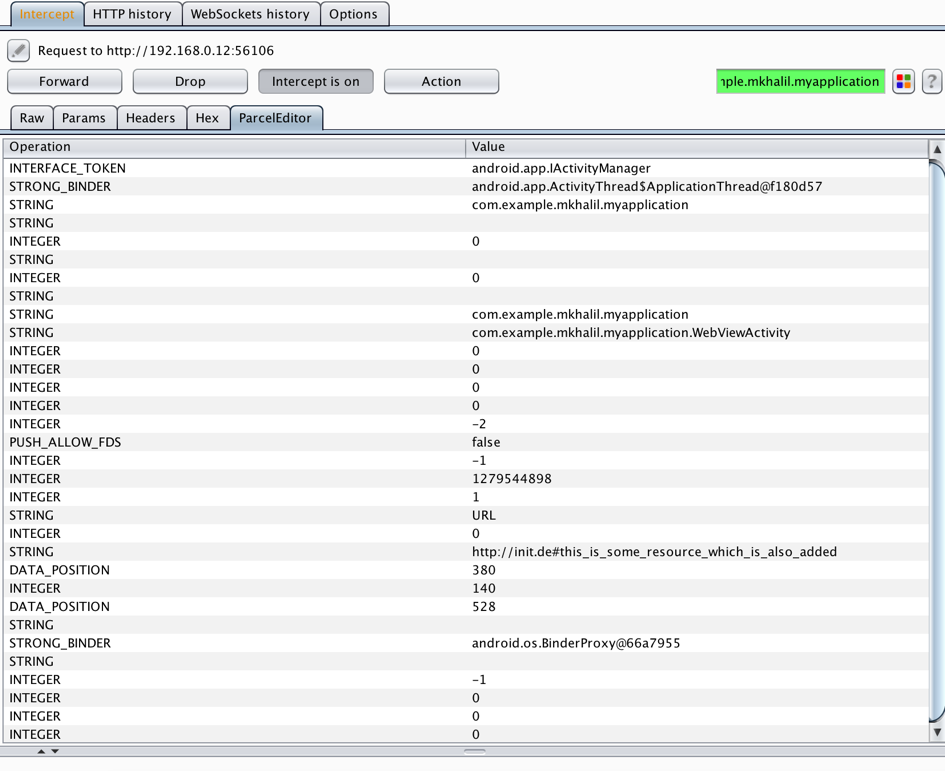 Intercept HTTP history WebSockets history Options
Request to http://192.168.0.12:56106
Forward Drop Intercept is on Action mple.mkhalil.myapplication ?
Raw Params Headers Hex ParcelEditor
Operation Value
INTERFACE_TOKEN android.app.IActivityManager
STRONG_BINDER android.app.ActivityThread$ApplicationThread@f180d57
STRING com.example.mkhalil.myapplication
STRING
INTEGER 0
STRING
INTEGER 0
STRING
STRING com.example.mkhalil.myapplication
STRING com.example.mkhalil.myapplication.WebViewActivity
INTEGER 0
INTEGER 0
INTEGER 0
INTEGER 0
INTEGER -2
PUSH_ALLOW_FDS false
INTEGER -1
INTEGER 1279544898
INTEGER 1
STRING URL
INTEGER 0
STRING http://init.de#this_is_some_resource_which_is_also_added
DATA_POSITION 380
INTEGER 140
DATA_POSITION 528
STRING
STRONG_BINDER android.os.BinderProxy@66a7955
STRING
INTEGER -1
INTEGER 0
INTEGER 0
INTEGER 0